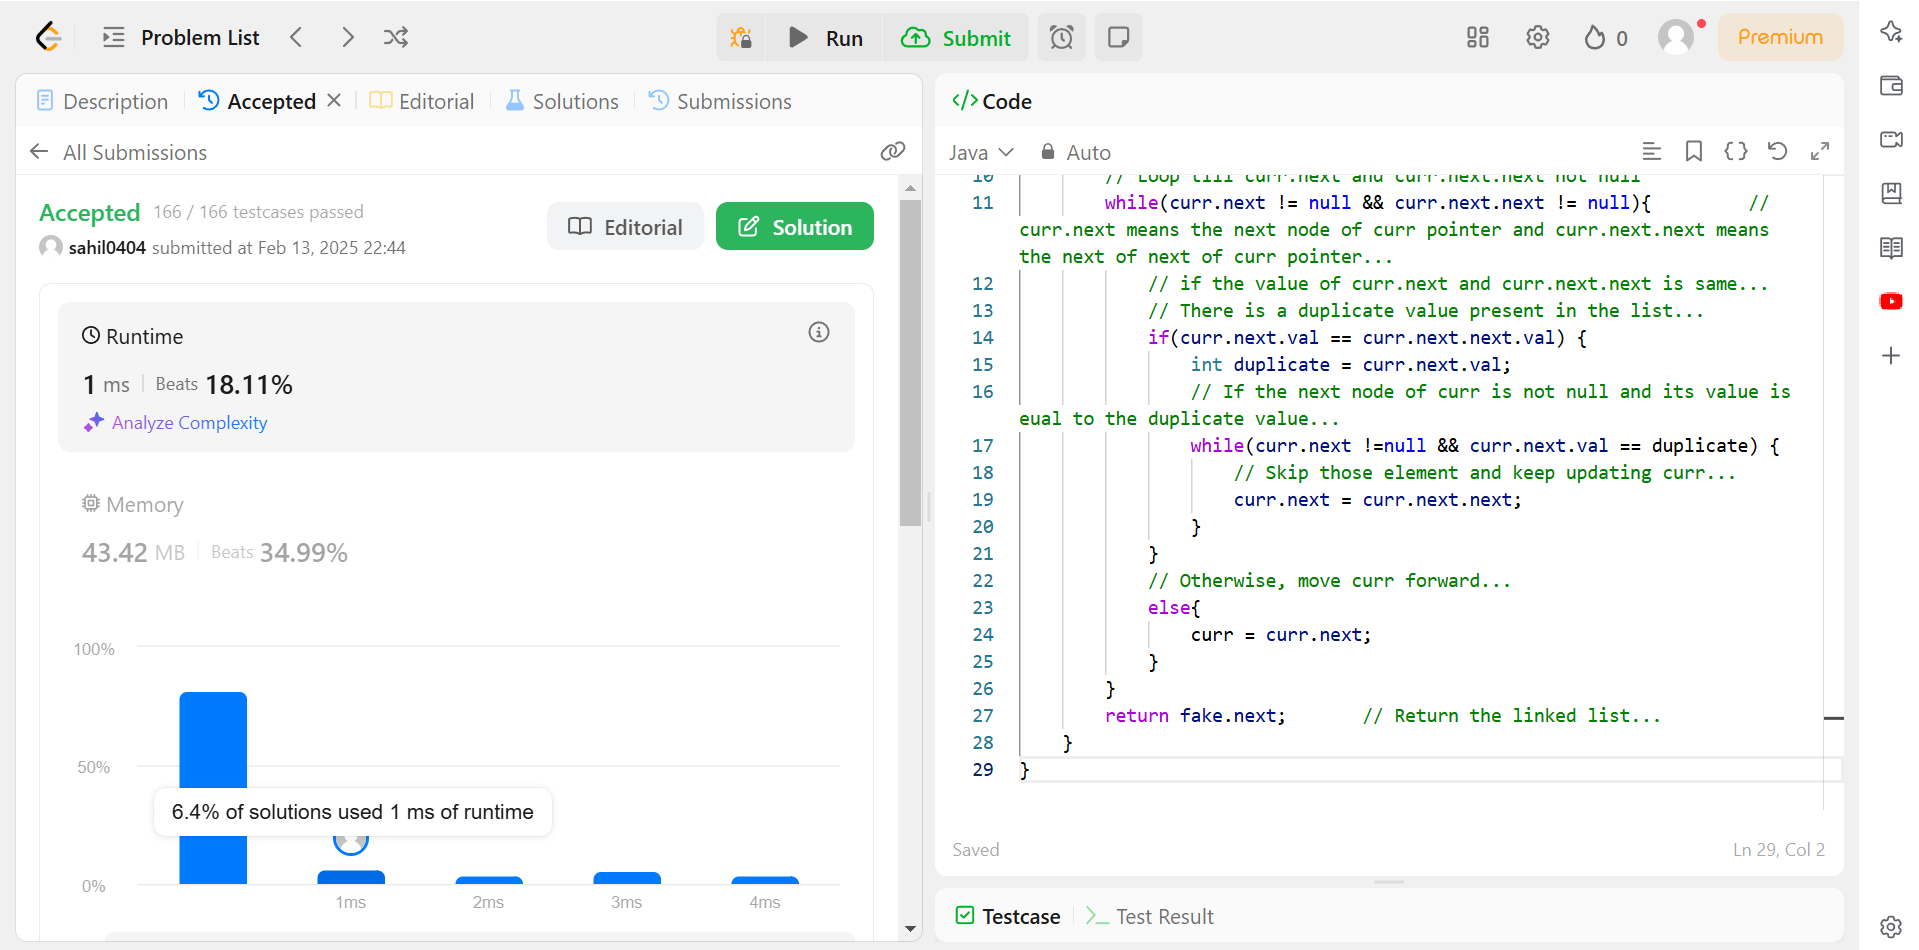 Problem List
Run
Submit
0
Premium
Description
Accepted
Editorial
Solutions
Submissions
All Submissions
Accepted 166 / 166 testcases passed
sahil0404 submitted at Feb 13, 2025 22:44
Editorial
Solution
Runtime
1 ms
Beats 18.11%
Analyze Complexity
Memory
43.42 MB
Beats 34.99%
100%
50%
0%
6.4% of solutions used 1 ms of runtime
1ms
2ms
3ms
4ms
</> Code
Java
Auto
10 // Loop till curr.next and curr.next.next not null
11 while(curr.next != null && curr.next.next != null){ //
curr.next means the next node of curr pointer and curr.next.next means
the next of next of curr pointer...
12 // if the value of curr.next and curr.next.next is same...
13 // There is a duplicate value present in the list...
14 if(curr.next.val == curr.next.next.val) {
15 int duplicate = curr.next.val;
16 // If the next node of curr is not null and its value is
eual to the duplicate value...
17 while(curr.next !=null && curr.next.val == duplicate) {
18 // Skip those element and keep updating curr...
19 curr.next = curr.next.next;
20 }
21 }
22 // Otherwise, move curr forward...
23 else{
24 curr = curr.next;
25 }
26 }
27 return fake.next; // Return the linked list...
28 }
29 }
Saved
Ln 29, Col 2
Testcase
Test Result